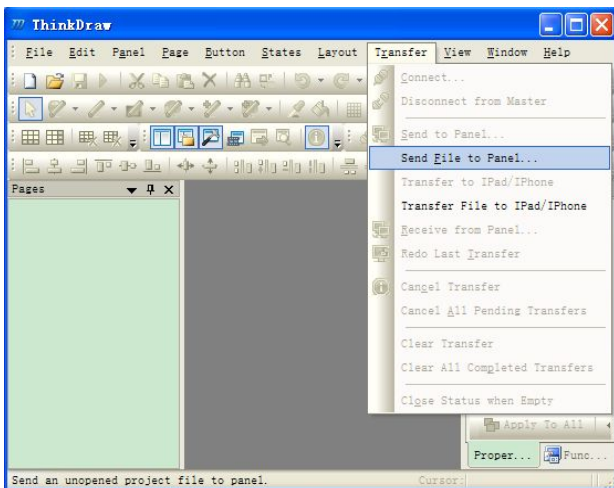 ThinkDraw
File Edit Panel Page Button States Layout Transfer View Window Help
Connect...
Disconnect from Master
Send to Panel...
Send File to Panel...
Transfer to IPad/IPhone
Transfer File to IPad/IPhone
Receive from Panel...
Redo Last Transfer
Cancel Transfer
Cancel All Pending Transfers
Clear Transfer
Clear All Completed Transfers
Close Status when Empty
Pages
Apply To All
Proper... Func...
Send an unopened project file to panel. Cursor: